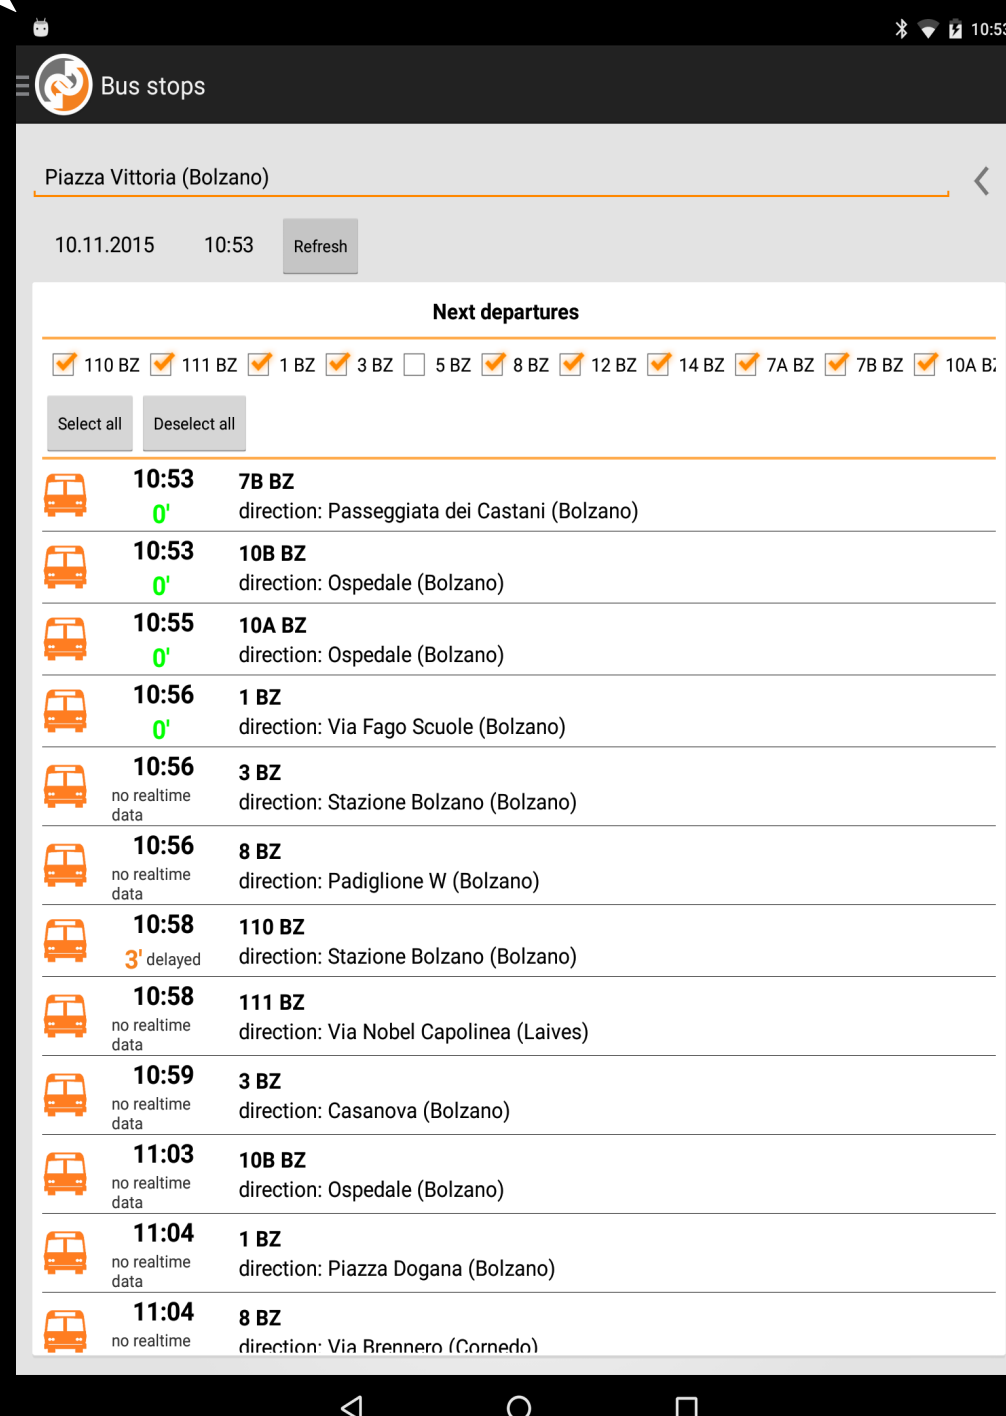 10:53
Bus stops
Piazza Vittoria (Bolzano)
10.11.2015 10:53 Refresh
Next departures
110 BZ 111 BZ 1 BZ 3 BZ 5 BZ 8 BZ 12 BZ 14 BZ 7A BZ 7B BZ 10A BZ
Select all Deselect all
10:53 7B BZ
0' direction: Passeggiata dei Castani (Bolzano)
10:53 10B BZ
0' direction: Ospedale (Bolzano)
10:55 10A BZ
0' direction: Ospedale (Bolzano)
10:56 1 BZ
0' direction: Via Fago Scuole (Bolzano)
10:56 3 BZ
no realtime direction: Stazione Bolzano (Bolzano)
data
10:56 8 BZ
no realtime direction: Padiglione W (Bolzano)
data
10:58 110 BZ
3' delayed direction: Stazione Bolzano (Bolzano)
10:58 111 BZ
no realtime direction: Via Nobel Capolinea (Laives)
data
10:59 3 BZ
no realtime direction: Casanova (Bolzano)
data
11:03 10B BZ
no realtime direction: Ospedale (Bolzano)
data
11:04 1 BZ
no realtime direction: Piazza Dogana (Bolzano)
data
11:04 8 BZ
no realtime direction: Via Brennero (Cornedo)